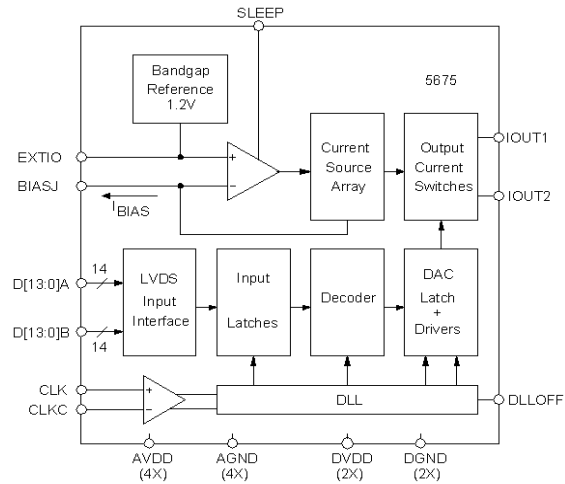 SLEEP
Bandgap
Reference
1.2V
5675
EXTIO
+
Current
Source
Array
Output
Current
Switches
IOUT1
BIASJ
−
IBIAS
IOUT2
D[13:0]A
14
LVDS
Input
Interface
Input
Latches
Decoder
DAC
Latch
+
Drivers
D[13:0]B
14
CLK
+
CLKC
−
DLL
DLLOFF
AVDD
(4X)
AGND
(4X)
DVDD
(2X)
DGND
(2X)